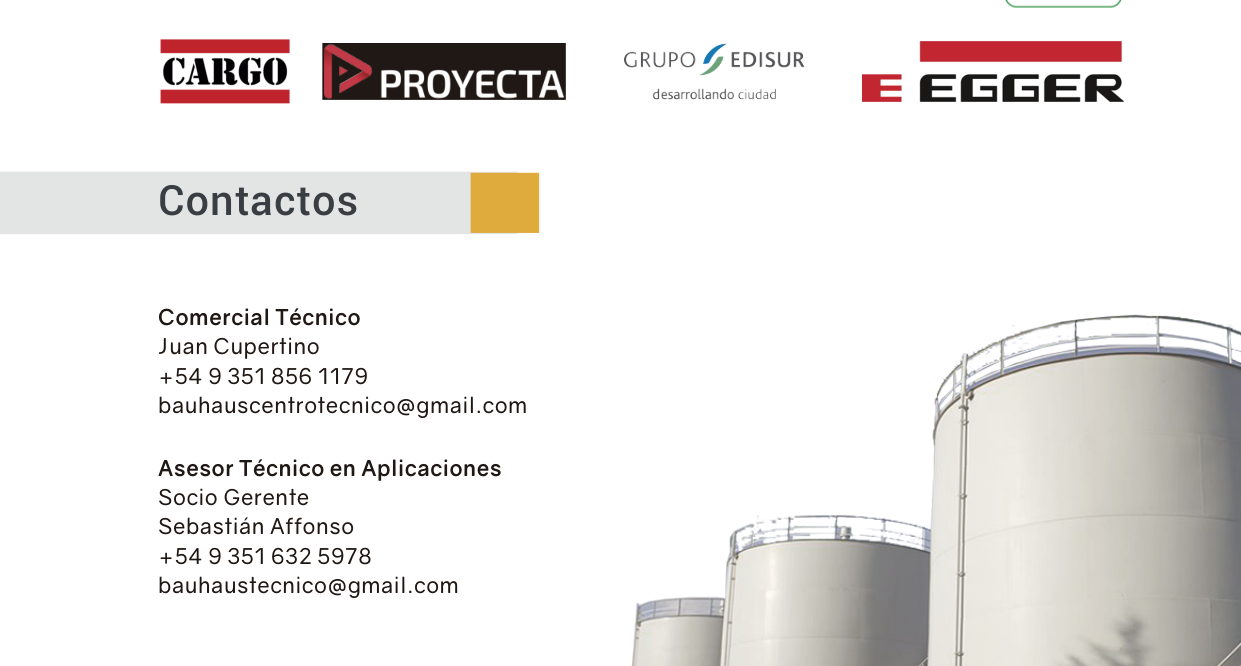 CARGO
PROYECTA
GRUPO EDISUR
desarrollando ciudad
E EGGER
Contactos
Comercial Técnico
Juan Cupertino
+54 9 351 856 1179
bauhauscentrotecnico@gmail.com
Asesor Técnico en Aplicaciones
Socio Gerente
Sebastián Affonso
+54 9 351 632 5978
bauhaustecnico@gmail.com